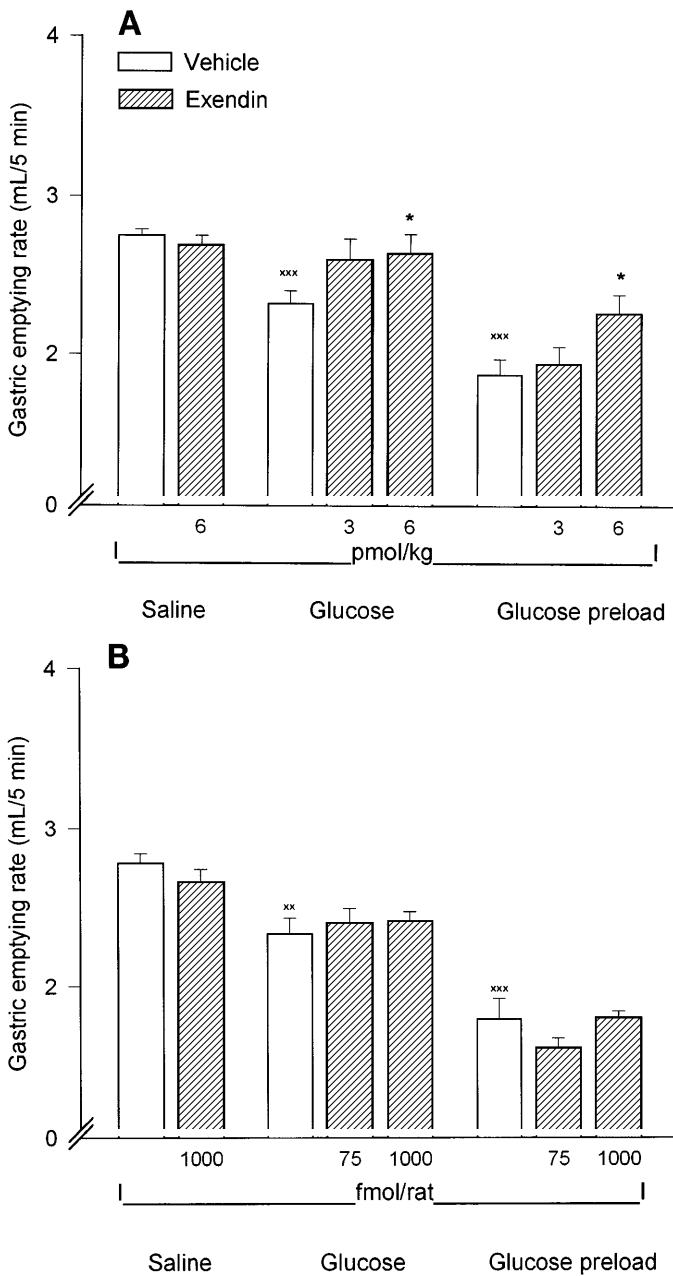 A
4
Vehicle
Exendin
3
*
*
xxx
xxx
2
0
Gastric emptying rate (mL/5 min)
6 3 6 3 6
pmol/kg
Saline Glucose Glucose preload
B
4
3
xx
xxx
2
0
Gastric emptying rate (mL/5 min)
1000 75 1000 75 1000
fmol/rat
Saline Glucose Glucose preload